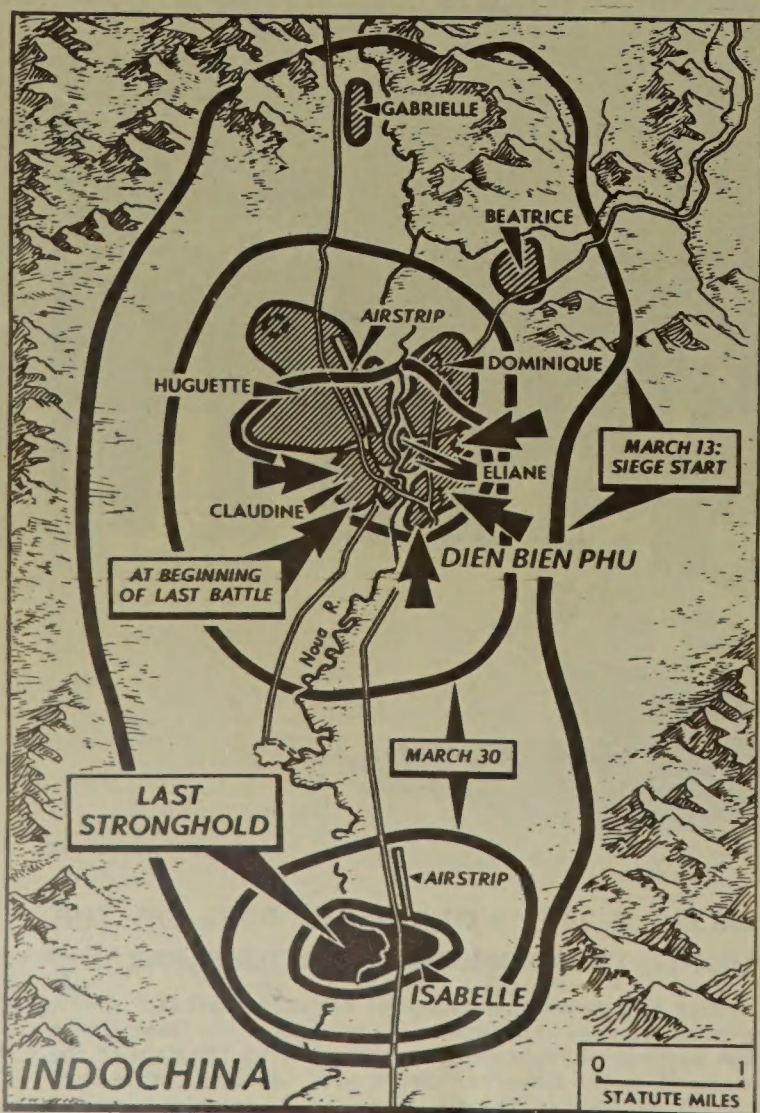 GABRIELLE
BEATRICE
AIRSTRIP
DOMINIQUE
HUGUETTE
MARCH 13:
SIEGE START
ELIANE
CLAUDINE
DIEN BIEN PHU
AT BEGINNING
OF LAST BATTLE
Noua R.
MARCH 30
LAST
STRONGHOLD
AIRSTRIP
ISABELLE
INDOCHINA
0 1
STATUTE MILES